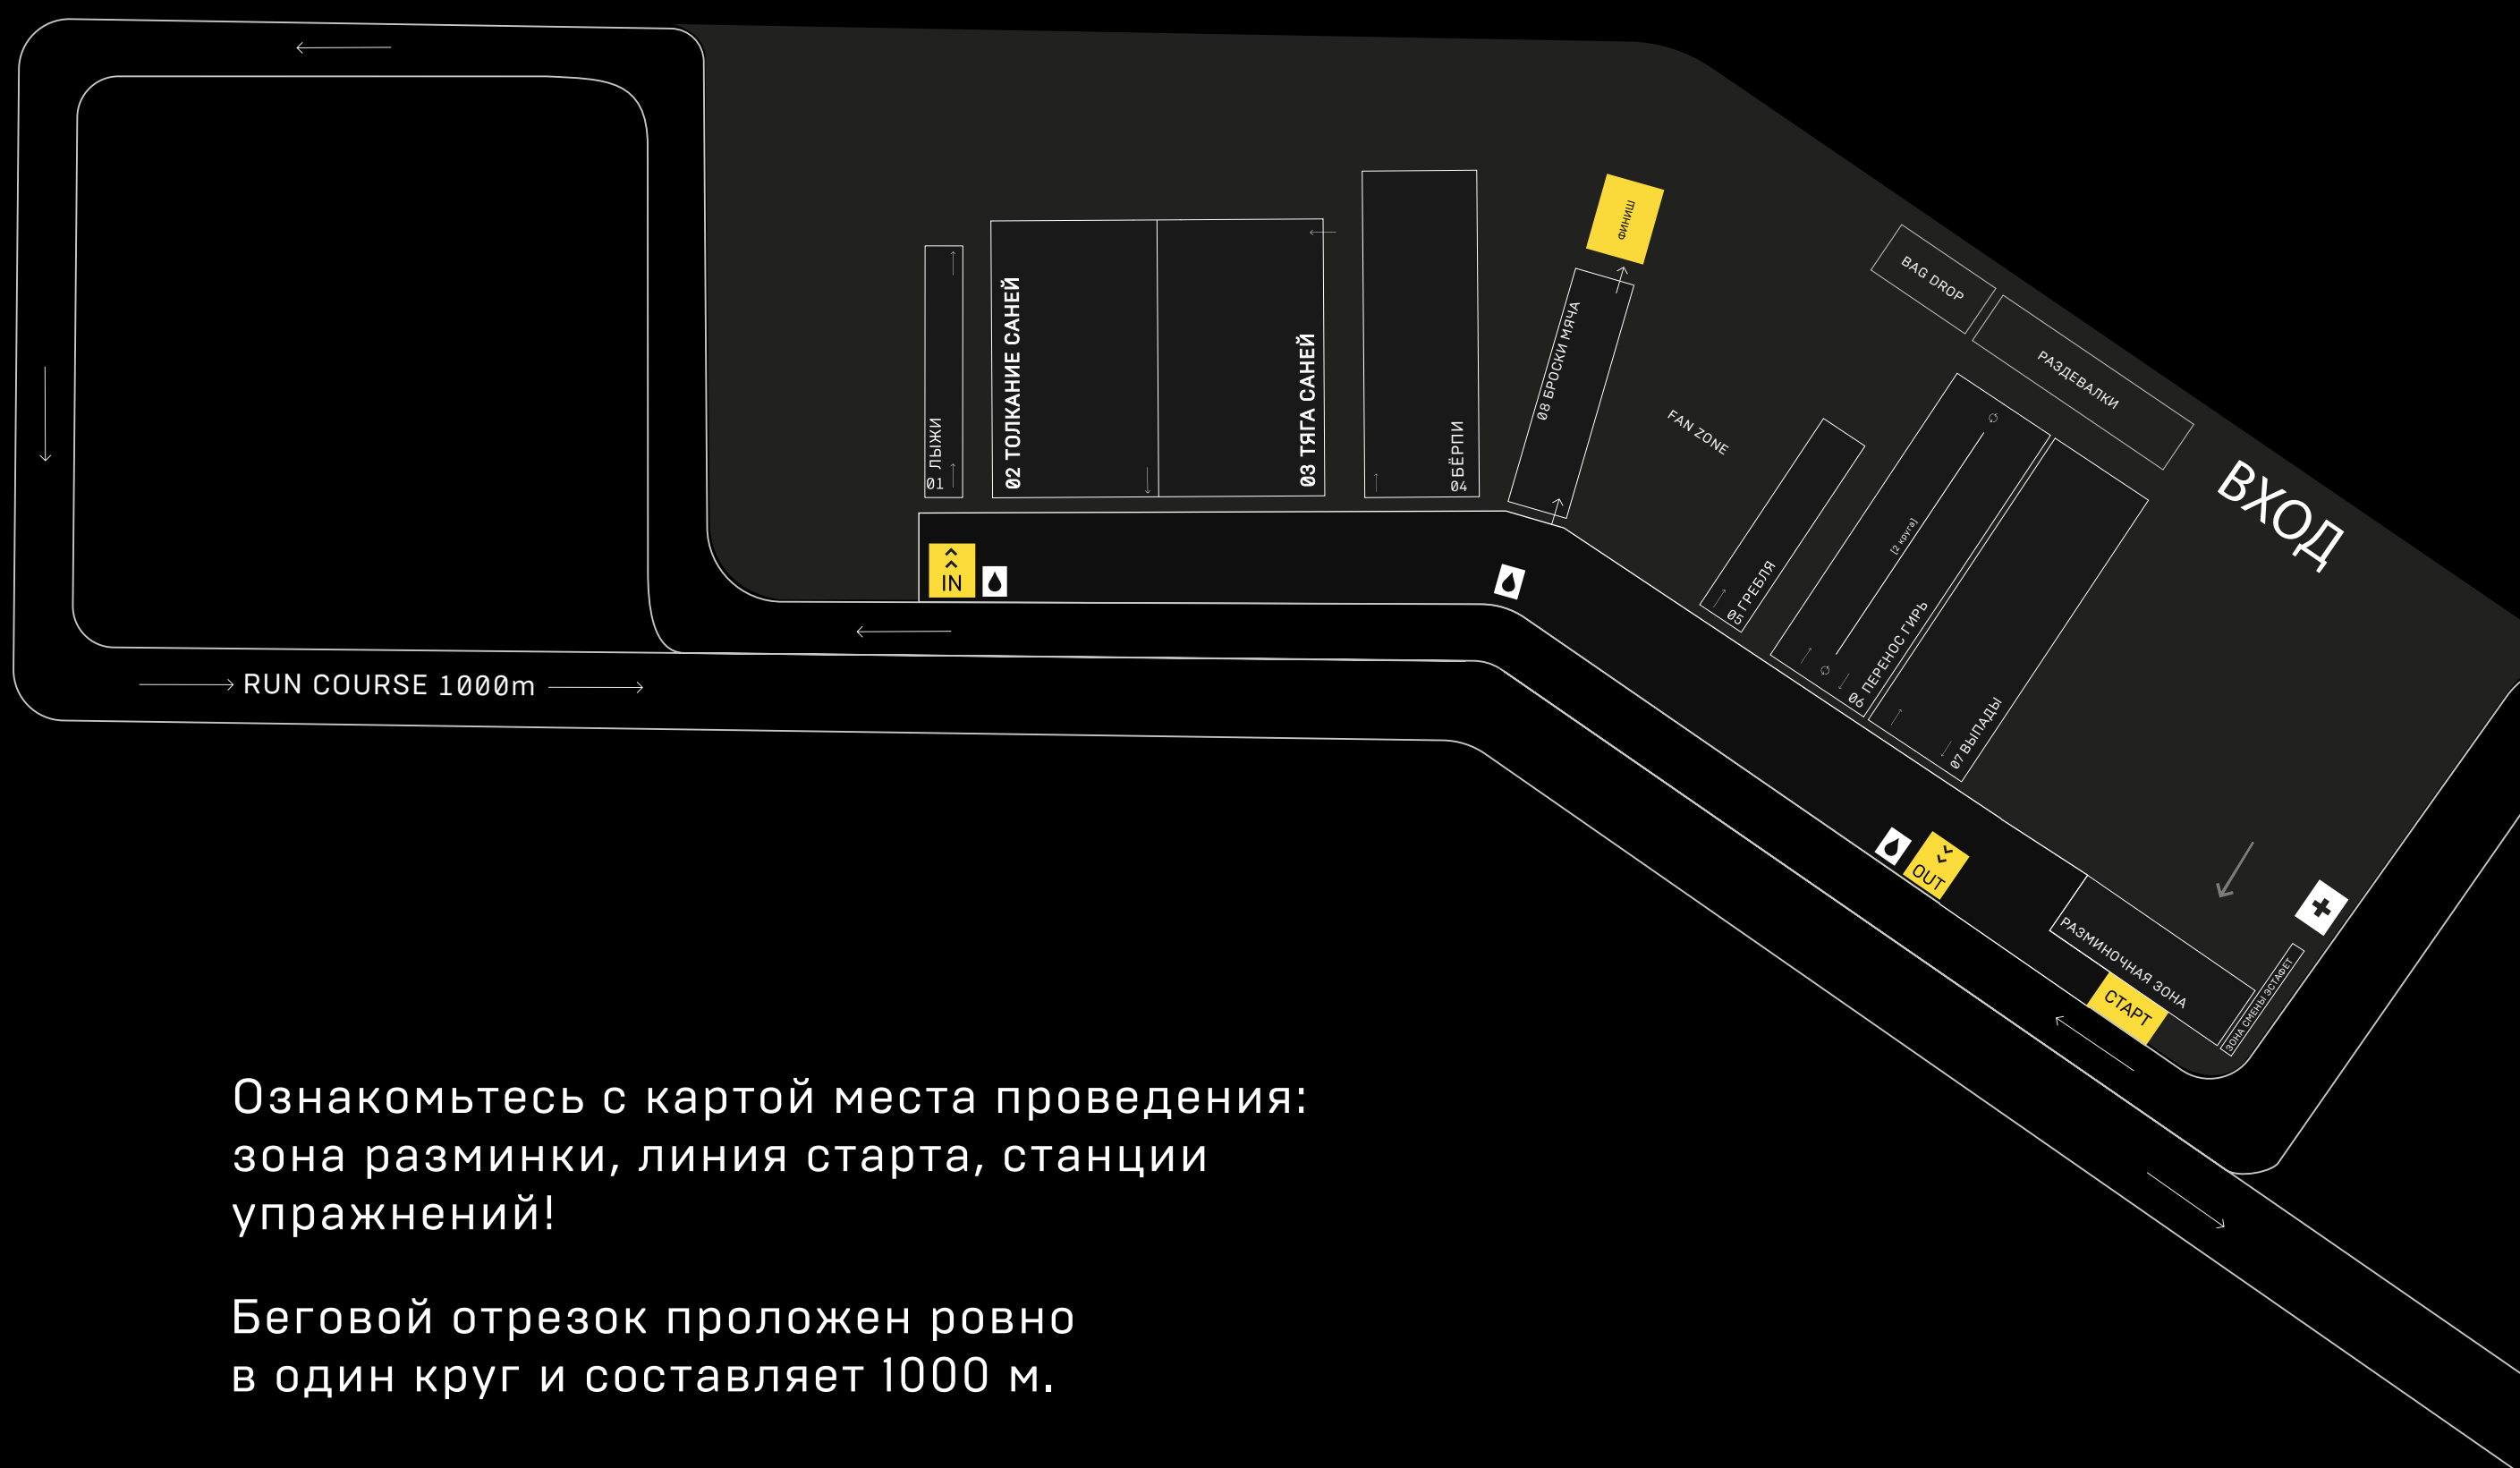 ФИНИШ
BAG DROP
РАЗДЕВАЛКИ
01 ЛЫЖИ
02 ТОЛКАНИЕ САНЕЙ
03 ТЯГА САНЕЙ
04 БЁРПИ
08 БРОСКИ МЯЧА
FAN ZONE
ВХОД
05 ГРЕБЛЯ
[2 круга]
06 ПЕРЕНОС ГИРЬ
07 ВЫПАДЫ
IN
RUN COURSE 1000m
OUT
РАЗМИНОЧНАЯ ЗОНА
СТАРТ
ЗОНА СМЕНЫ ЭСТАФЕТ
Ознакомьтесь с картой места проведения:
зона разминки, линия старта, станции
упражнений!
Беговой отрезок проложен ровно
в один круг и составляет 1000 м.